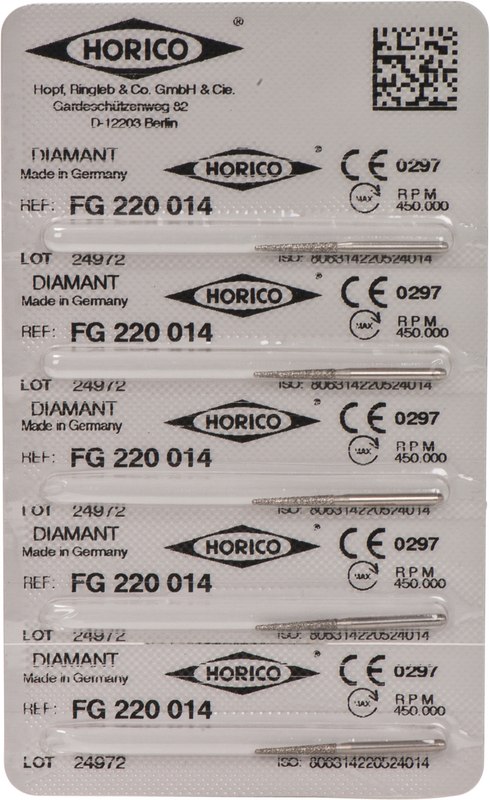 HORICO ®
Hopf, Ringleb & Co. GmbH & Cie.
Gardeschützenweg 82
D-12203 Berlin
DIAMANT HORICO ® CE 0297
Made in Germany
MAX RPM
REF: FG 220 014 450.000
LOT 24972 ISO: 806314220524014
DIAMANT HORICO ® CE 0297
Made in Germany
MAX RPM
REF: FG 220 014 450.000
LOT 24972 ISO: 806314220524014
DIAMANT HORICO ® CE 0297
Made in Germany
MAX RPM
REF: FG 220 014 450.000
LOT 24972 ISO: 806314220524014
DIAMANT HORICO ® CE 0297
Made in Germany
MAX RPM
REF: FG 220 014 450.000
LOT 24972 ISO: 806314220524014
DIAMANT HORICO ® CE 0297
Made in Germany
MAX RPM
REF: FG 220 014 450.000
LOT 24972 ISO: 806314220524014